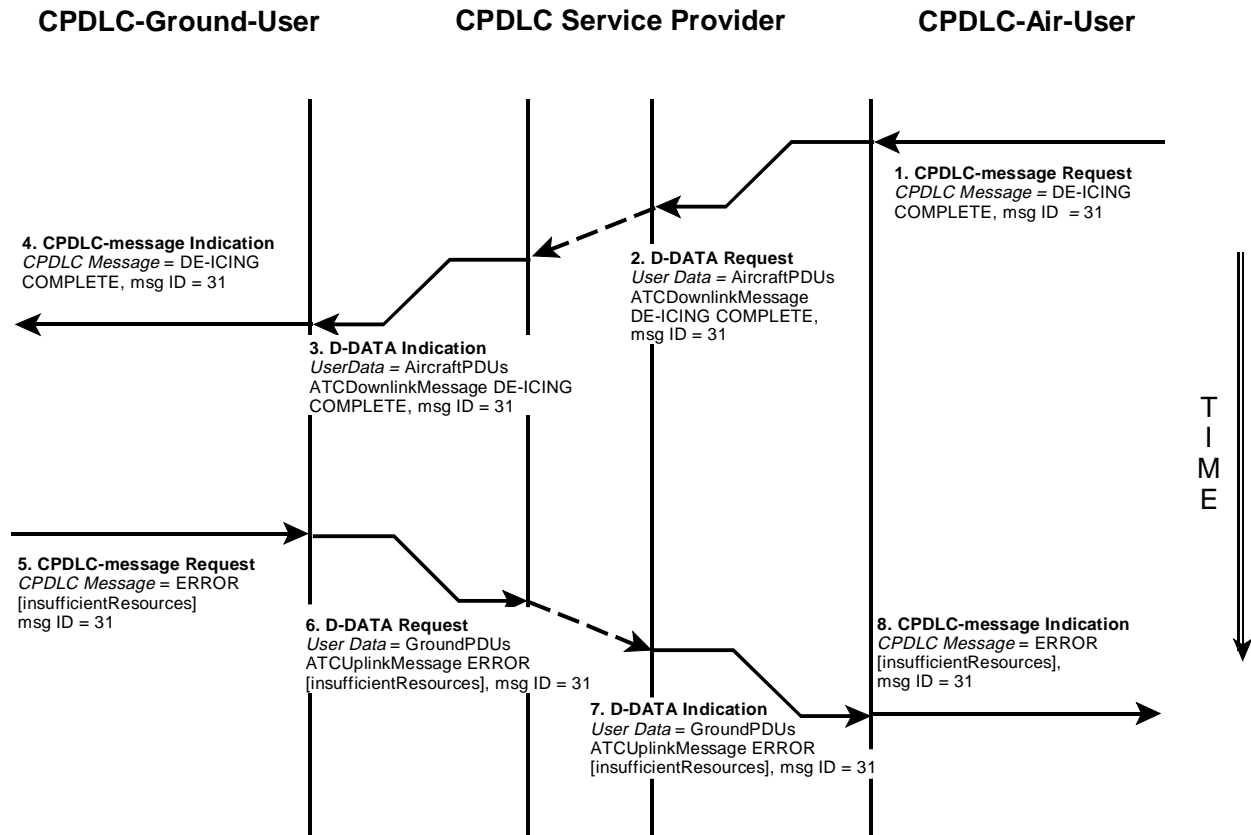 CPDLC-Ground-User
CPDLC Service Provider
CPDLC-Air-User
1. CPDLC-message Request
CPDLC Message = DE-ICING
COMPLETE, msg ID = 31
2. D-DATA Request
User Data = AircraftPDUs
ATCDownlinkMessage
DE-ICING COMPLETE,
msg ID = 31
3. D-DATA Indication
UserData = AircraftPDUs
ATCDownlinkMessage DE-ICING
COMPLETE, msg ID = 31
4. CPDLC-message Indication
CPDLC Message = DE-ICING
COMPLETE, msg ID = 31
5. CPDLC-message Request
CPDLC Message = ERROR
[insufficientResources]
msg ID = 31
6. D-DATA Request
User Data = GroundPDUs
ATCUplinkMessage ERROR
[insufficientResources], msg ID = 31
7. D-DATA Indication
User Data = GroundPDUs
ATCUplinkMessage ERROR
[insufficientResources], msg ID = 31
8. CPDLC-message Indication
CPDLC Message = ERROR
[insufficientResources],
msg ID = 31
T
I
M
E